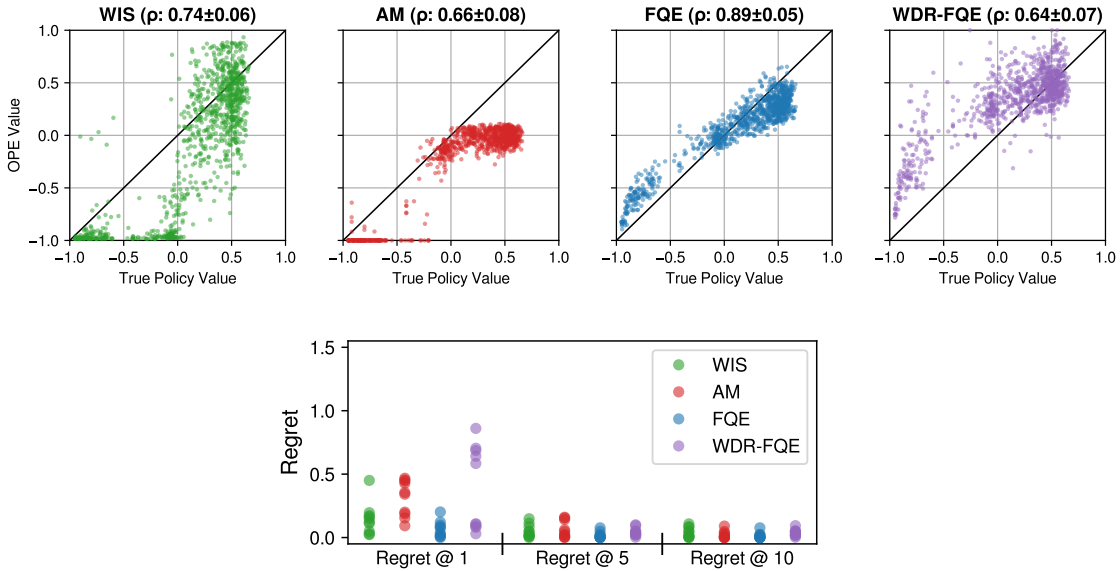 WIS (ρ: 0.74±0.06) AM (ρ: 0.66±0.08) FQE (ρ: 0.89±0.05) WDR-FQE (ρ: 0.64±0.07)
OPE Value
1.0
0.5
0.0
−0.5
−1.0
−1.0 −0.5 0.0 0.5 1.0 −1.0 −0.5 0.0 0.5 1.0 −1.0 −0.5 0.0 0.5 1.0 −1.0 −0.5 0.0 0.5 1.0
True Policy Value True Policy Value True Policy Value True Policy Value
Regret
1.5
1.0
0.5
0.0
WIS
AM
FQE
WDR-FQE
Regret @ 1 Regret @ 5 Regret @ 10